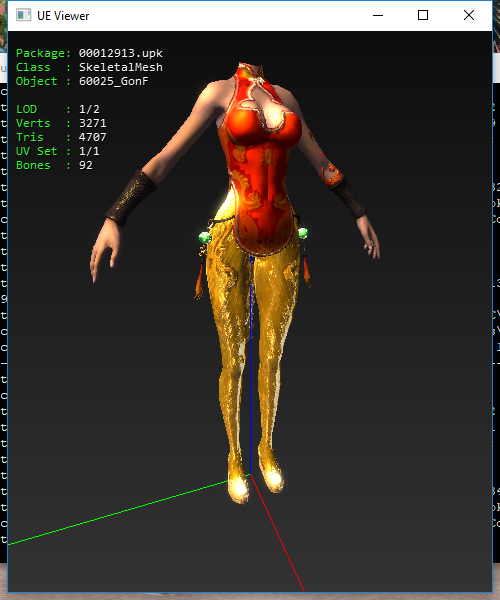 UE Viewer
Package: 00012913.upk
Class : SkeletalMesh
Object : 60025_GonF
LOD : 1/2
Verts : 3271
Tris : 4707
UV Set : 1/1
Bones : 92